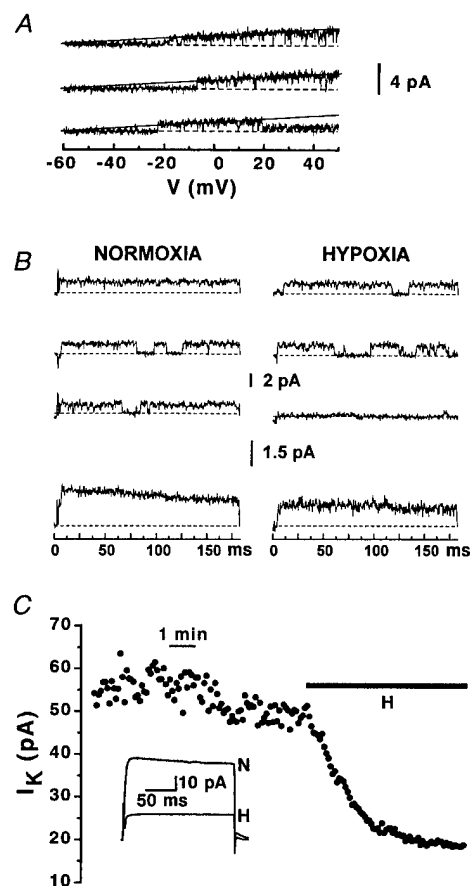 A
4 pA
-60 -40 -20 0 20 40
V (mV)
B
NORMOXIA HYPOXIA
2 pA
1.5 pA
0 50 100 150 ms 0 50 100 150 ms
C
70
60
50
40
30
20
10
I_K (pA)
1 min
H
N
10 pA
50 ms
H